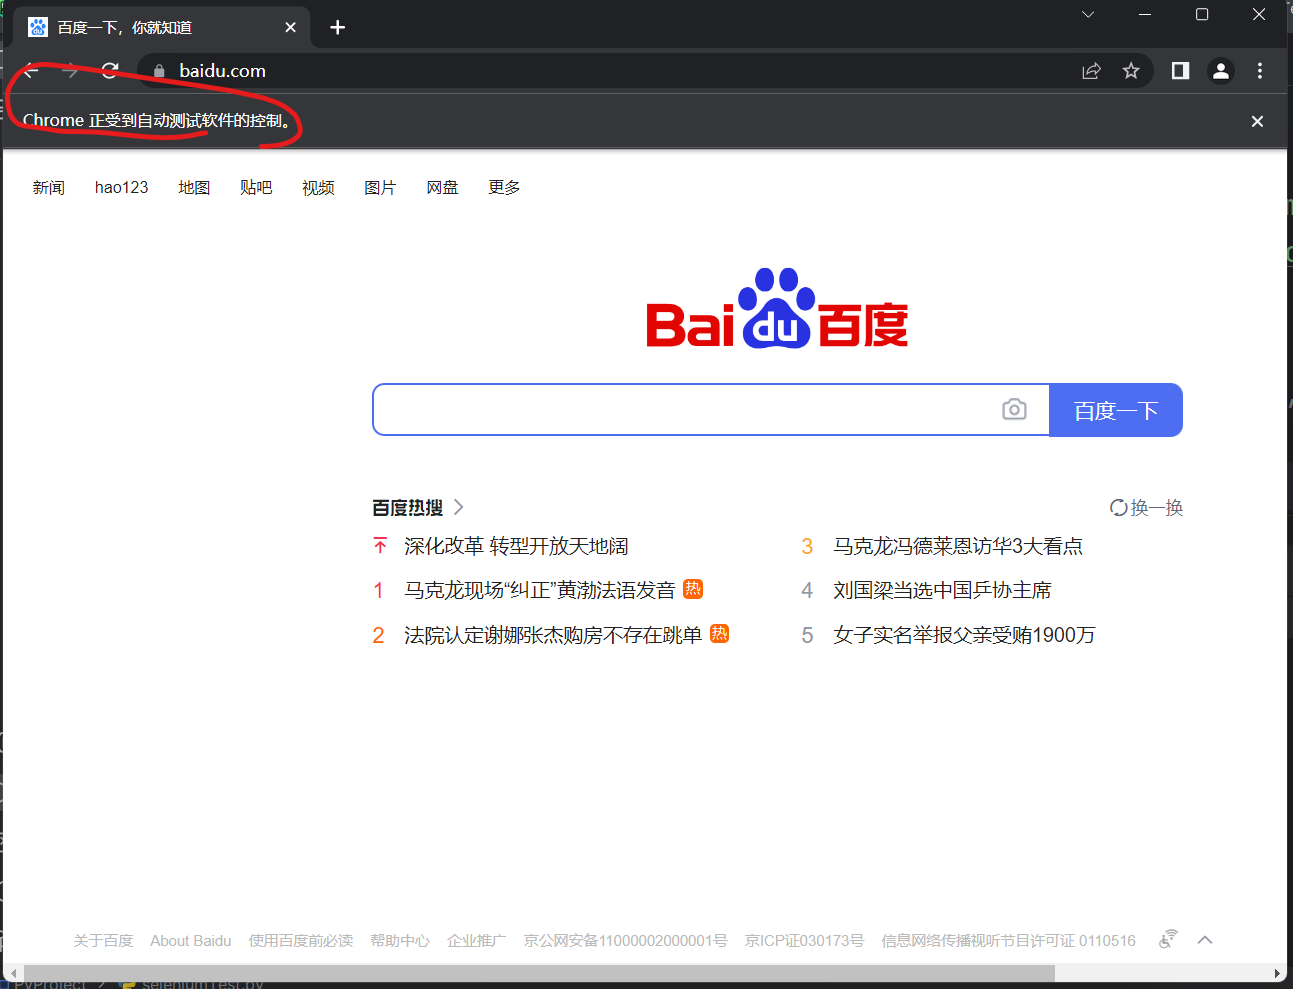 百度一下，你就知道
baidu.com
Chrome 正受到自动测试软件的控制。
新闻 hao123 地图 贴吧 视频 图片 网盘 更多
Bai du 百度
百度一下
百度热搜
换一换
深化改革 转型开放天地阔
1 马克龙现场“纠正”黄渤法语发音 热
2 法院认定谢娜张杰购房不存在跳单 热
3 马克龙冯德莱恩访华3大看点
4 刘国梁当选中国乒协主席
5 女子实名举报父亲受贿1900万
关于百度 About Baidu 使用百度前必读 帮助中心 企业推广 京公网安备11000002000001号 京ICP证030173号 信息网络传播视听节目许可证 0110516
PyProject seleniumTest.py